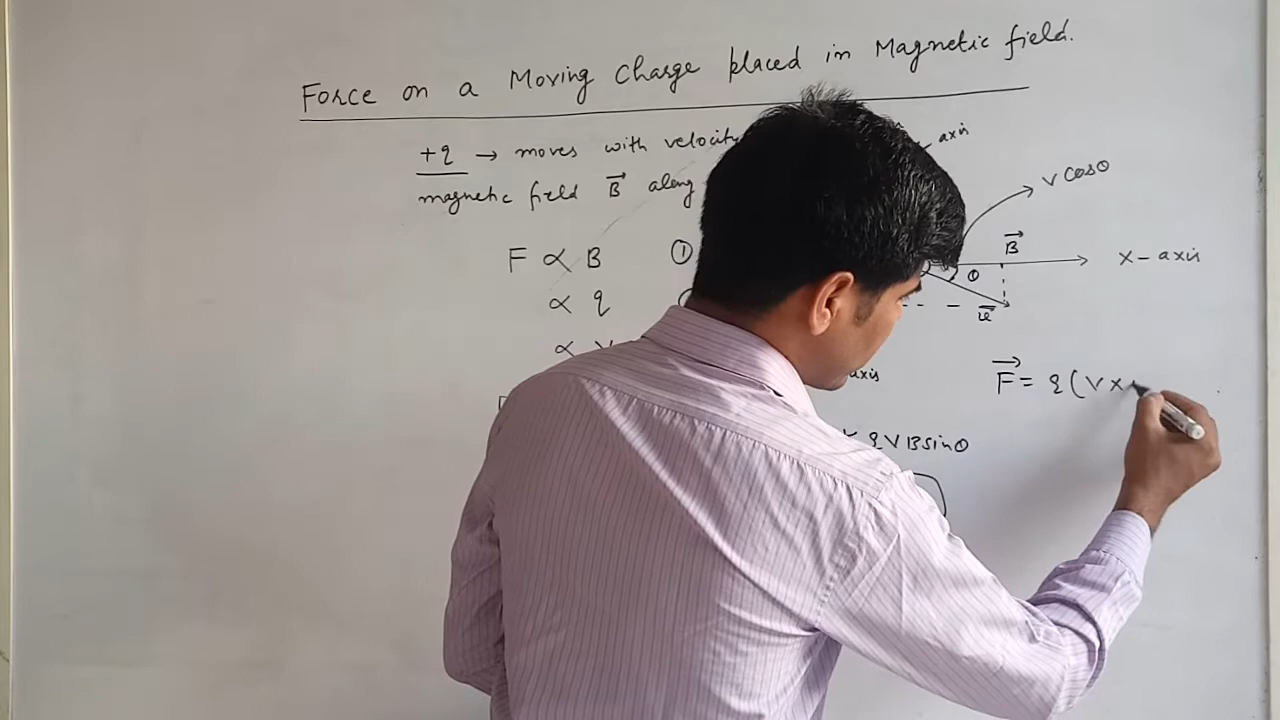 Force on a Moving Charge placed in Magnetic field.
+q → moves with velocity
axis
magnetic field B⃗ along
v cosθ
F ∝ B ①
B⃗
x-axis
θ
∝ q
v⃗
∝ v
axis
F⃗ = q(v×
q v B sinθ